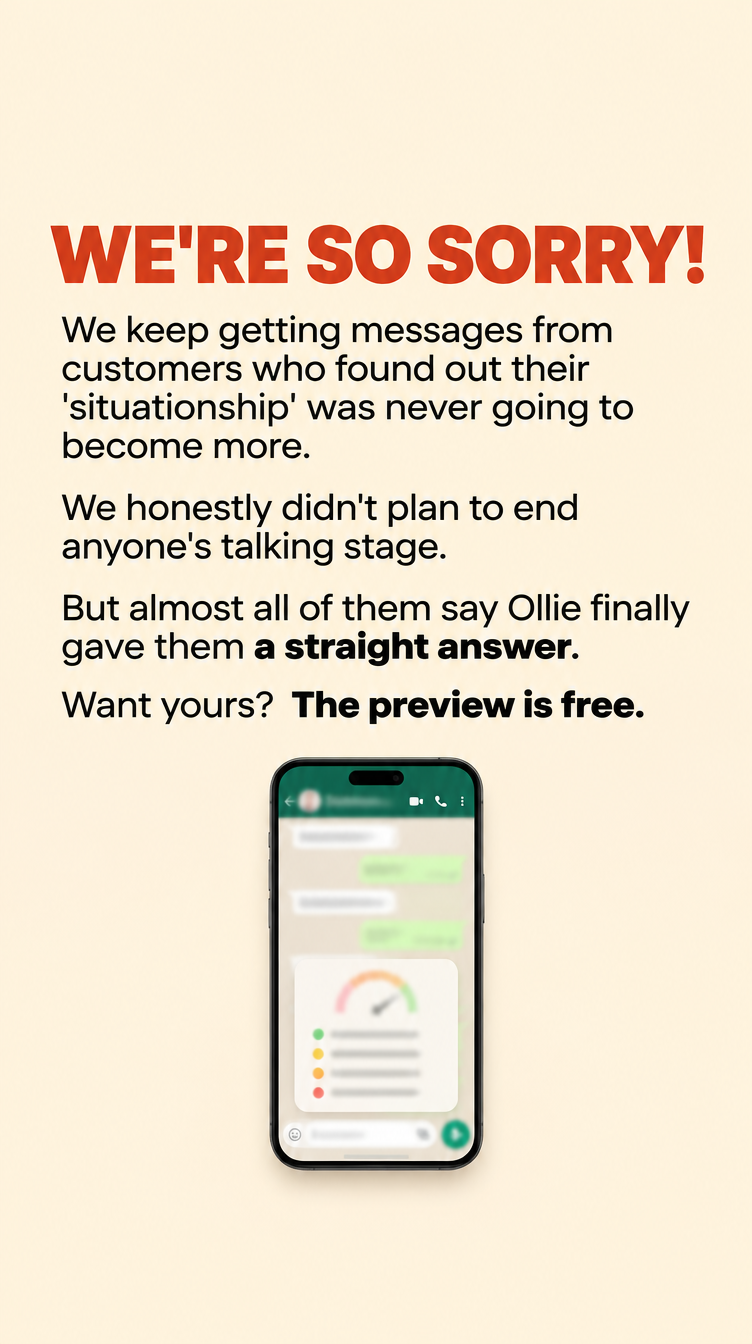 WE'RE SO SORRY!
We keep getting messages from
customers who found out their
'situationship' was never going to
become more.
We honestly didn't plan to end
anyone's talking stage.
But almost all of them say Ollie finally
gave them a straight answer.
Want yours? The preview is free.